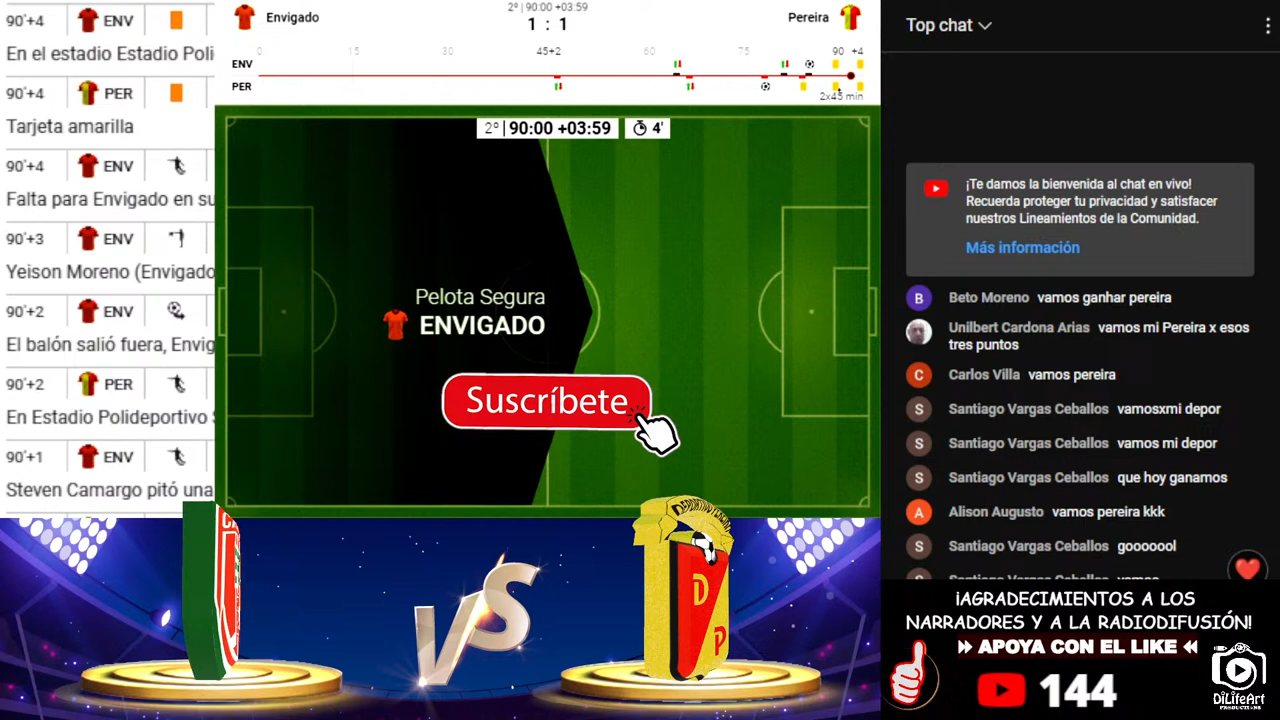 90'+4 ENV
En el estadio Estadio Poli
90'+4 PER
Tarjeta amarilla
90'+4 ENV
Falta para Envigado en su
90'+3 ENV
Yeison Moreno (Envigado
90'+2 ENV
El balón salió fuera, Envig
90'+2 PER
En Estadio Polideportivo S
90'+1 ENV
Steven Camargo pitó una
Envigado
2º | 90:00 +03:59
1 : 1
Pereira
0 15 30 45+2 60 75 90 +4
ENV
PER
2x45 min
2º | 90:00 +03:59 4'
Pelota Segura
ENVIGADO
Suscríbete
VS
DEPORTIVO PEREIRA
D
P
Top chat
¡Te damos la bienvenida al chat en vivo!
Recuerda proteger tu privacidad y satisfacer
nuestros Lineamientos de la Comunidad.
Más información
B Beto Moreno vamos ganhar pereira
Unilbert Cardona Arias vamos mi Pereira x esos
tres puntos
C Carlos Villa vamos pereira
S Santiago Vargas Ceballos vamosxmi depor
S Santiago Vargas Ceballos vamos mi depor
S Santiago Vargas Ceballos que hoy ganamos
A Alison Augusto vamos pereira kkk
S Santiago Vargas Ceballos gooooool
¡AGRADECIMIENTOS A LOS
NARRADORES Y A LA RADIODIFUSIÓN!
APOYA CON EL LIKE
144
DiLifeArt
PRODUCTIONS